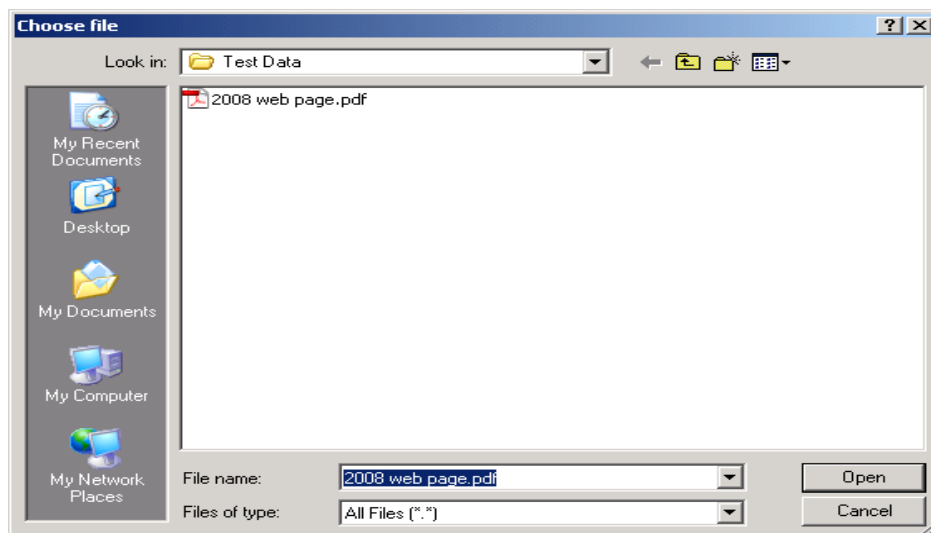 Choose file
Look in:
Test Data
2008 web page.pdf
My Recent
Documents
Desktop
My Documents
My Computer
My Network
Places
File name:
2008 web page.pdf
Open
Files of type:
All Files (*.*)
Cancel